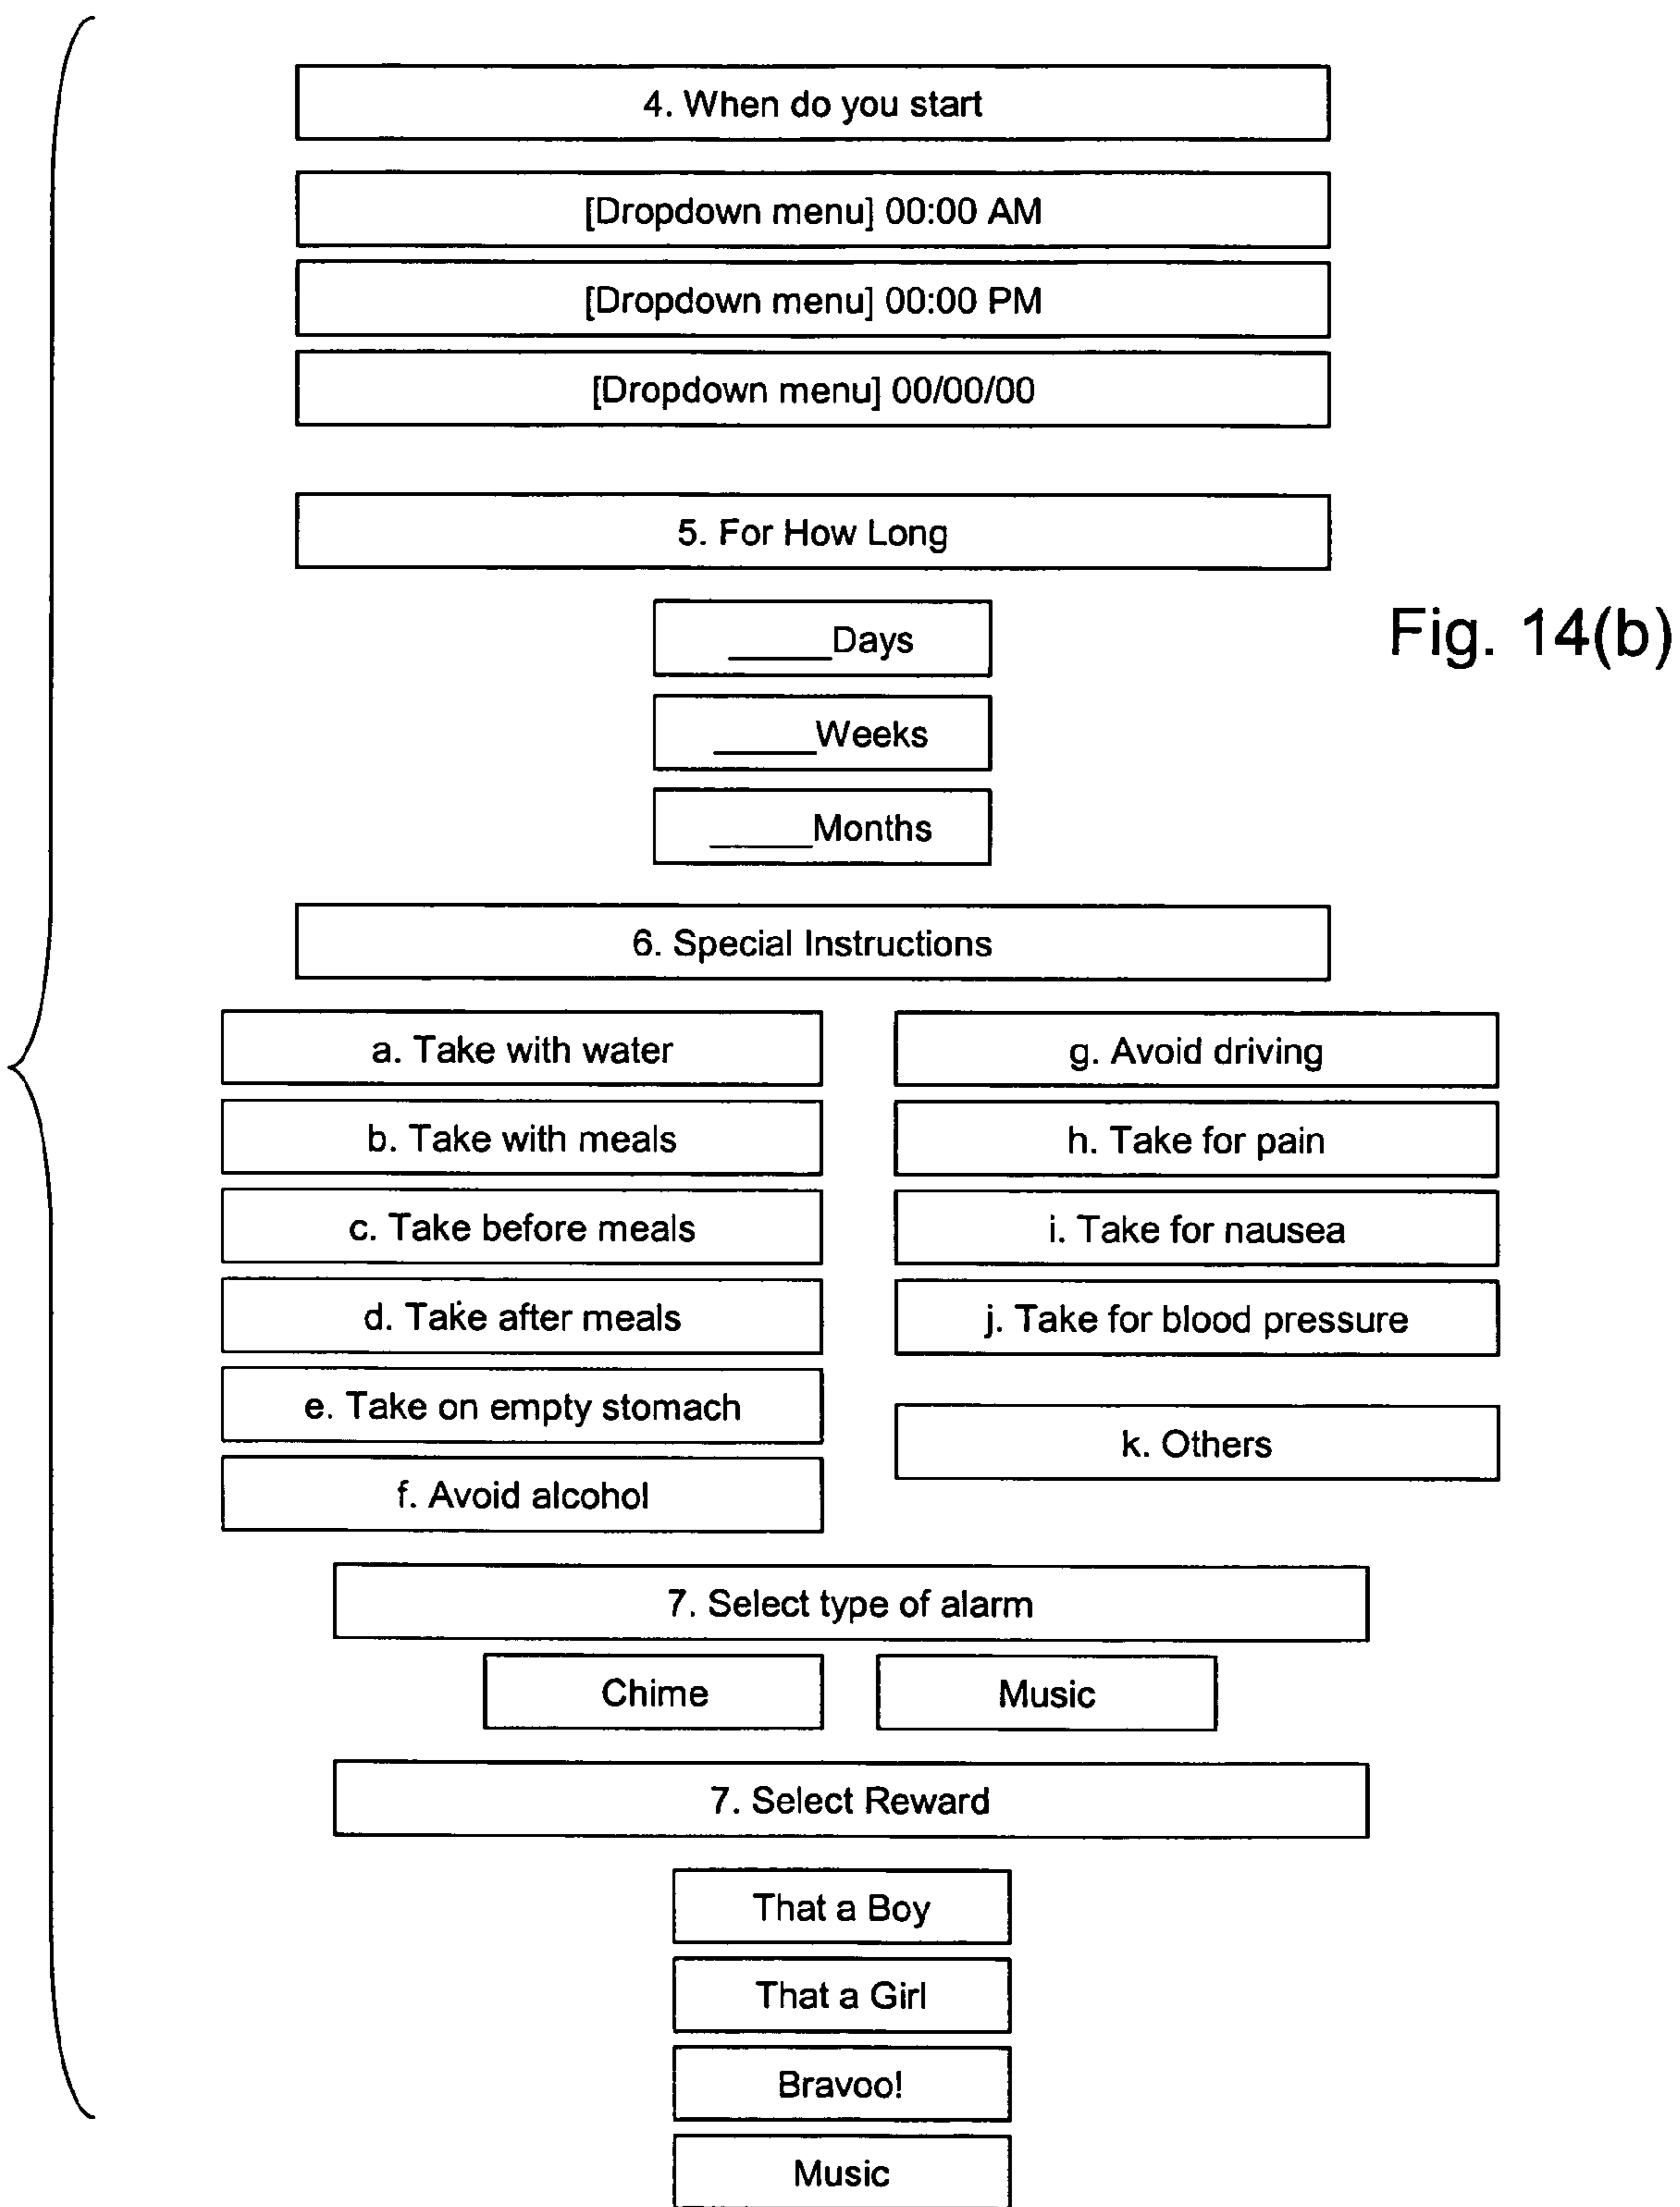 4. When do you start
[Dropdown menu] 00:00 AM
[Dropdown menu] 00:00 PM
[Dropdown menu] 00/00/00
5. For How Long
______Days
______Weeks
______Months
Fig. 14(b)
6. Special Instructions
a. Take with water
b. Take with meals
c. Take before meals
d. Take after meals
e. Take on empty stomach
f. Avoid alcohol
g. Avoid driving
h. Take for pain
i. Take for nausea
j. Take for blood pressure
k. Others
7. Select type of alarm
Chime
Music
7. Select Reward
That a Boy
That a Girl
Bravoo!
Music